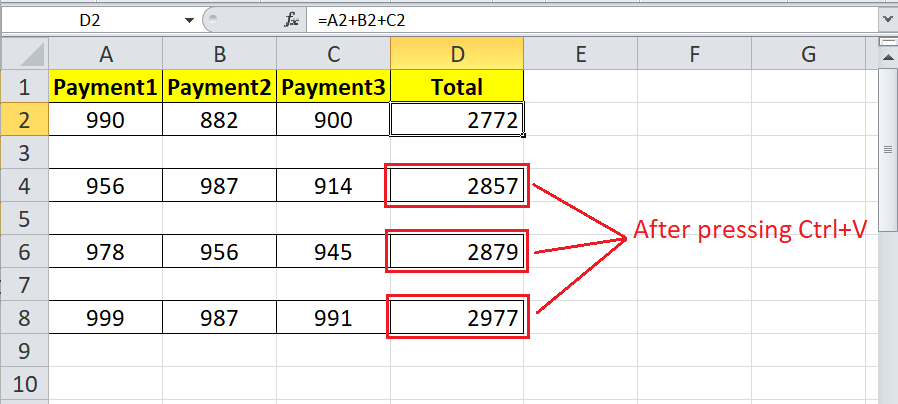 D2 fx =A2+B2+C2
A B C D E F G
1 Payment1 Payment2 Payment3 Total
2 990 882 900 2772
3
4 956 987 914 2857
5
6 978 956 945 2879
7
8 999 987 991 2977
9
10
After pressing Ctrl+V